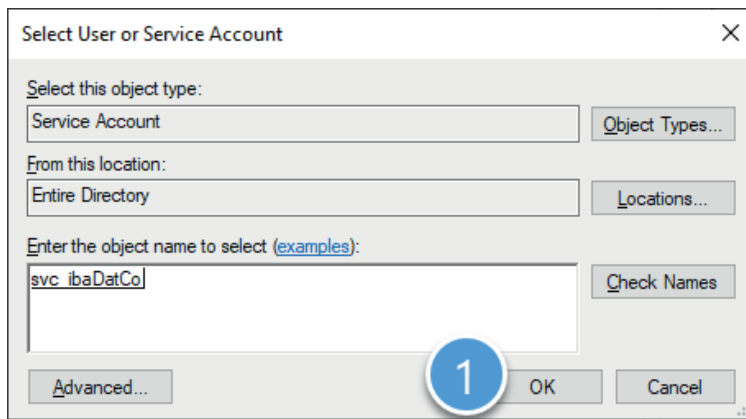 Select User or Service Account
Select this object type:
Service Account
Object Types...
From this location:
Entire Directory
Locations...
Enter the object name to select (examples):
svc_ibaDatCo
Check Names
Advanced...
1
OK
Cancel